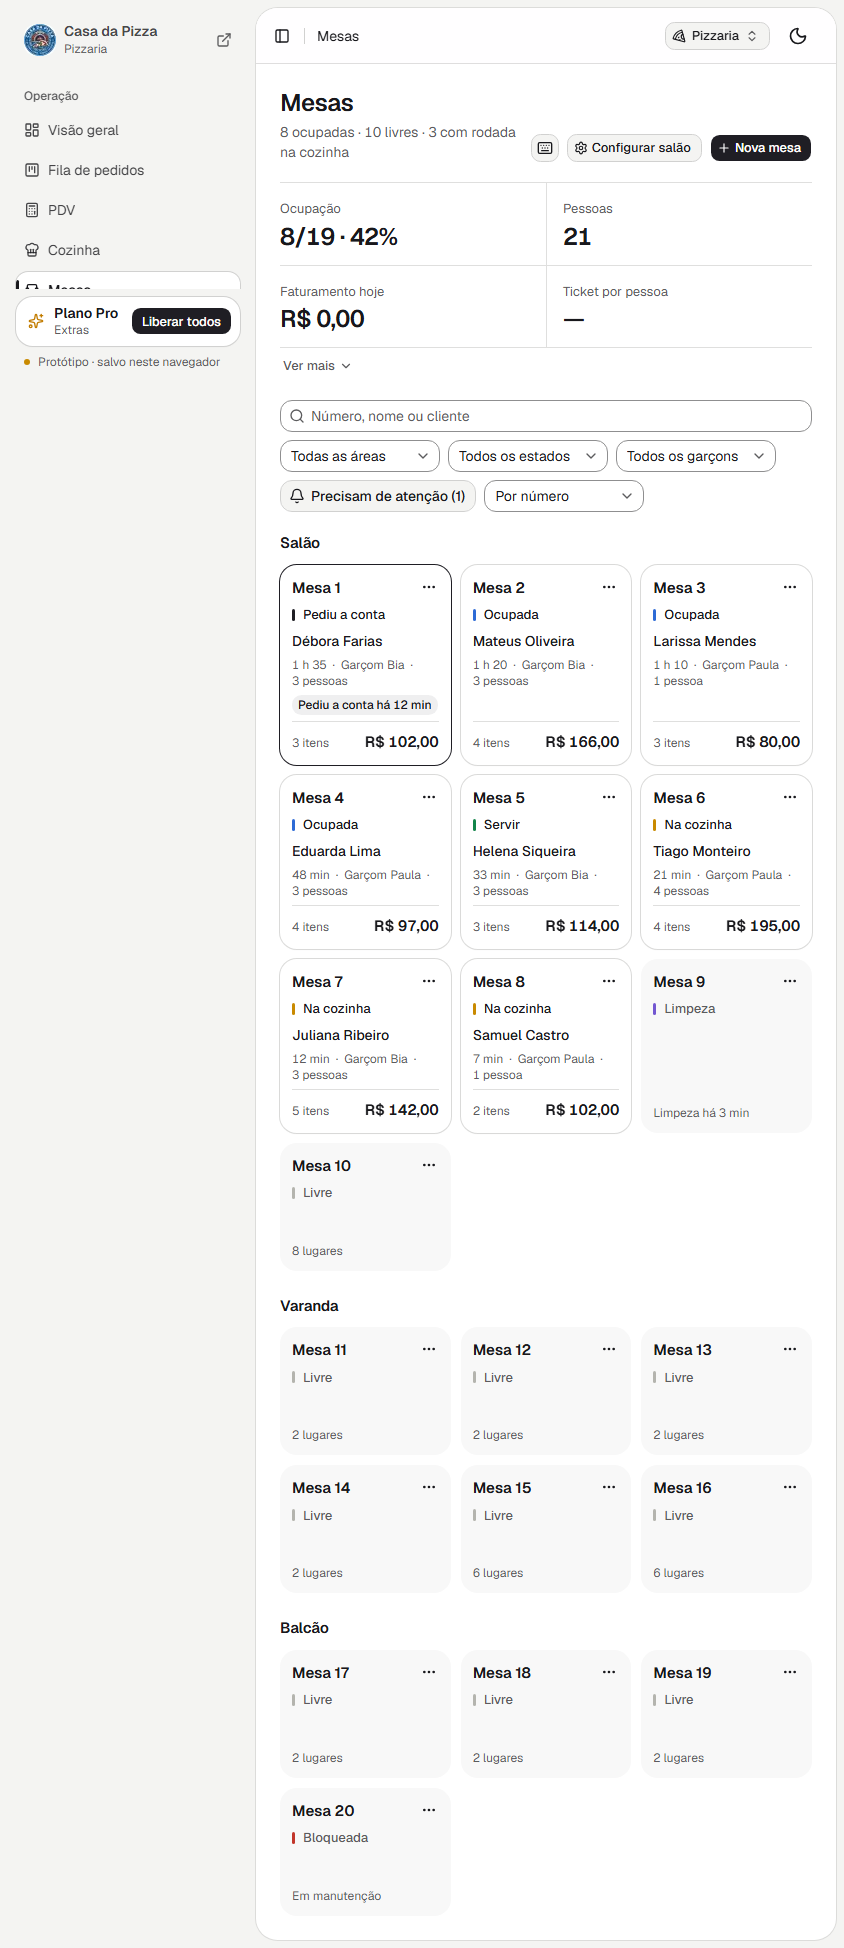 Casa da Pizza
Pizzaria
Operação
Visão geral
Fila de pedidos
PDV
Cozinha
Mesas
Plano Pro
Extras
Liberar todos
Protótipo · salvo neste navegador
Mesas
Pizzaria
Mesas
8 ocupadas · 10 livres · 3 com rodada
na cozinha
Configurar salão
Nova mesa
Ocupação
8/19 · 42%
Pessoas
21
Faturamento hoje
R$ 0,00
Ticket por pessoa
—
Ver mais
Número, nome ou cliente
Todas as áreas
Todos os estados
Todos os garçons
Precisam de atenção (1)
Por número
Salão
Mesa 1
Pediu a conta
Débora Farias
1 h 35 · Garçom Bia ·
3 pessoas
Pediu a conta há 12 min
3 itens R$ 102,00
Mesa 2
Ocupada
Mateus Oliveira
1 h 20 · Garçom Bia ·
3 pessoas
4 itens R$ 166,00
Mesa 3
Ocupada
Larissa Mendes
1 h 10 · Garçom Paula ·
1 pessoa
3 itens R$ 80,00
Mesa 4
Ocupada
Eduarda Lima
48 min · Garçom Paula ·
3 pessoas
4 itens R$ 97,00
Mesa 5
Servir
Helena Siqueira
33 min · Garçom Bia ·
3 pessoas
3 itens R$ 114,00
Mesa 6
Na cozinha
Tiago Monteiro
21 min · Garçom Paula ·
4 pessoas
4 itens R$ 195,00
Mesa 7
Na cozinha
Juliana Ribeiro
12 min · Garçom Bia ·
3 pessoas
5 itens R$ 142,00
Mesa 8
Na cozinha
Samuel Castro
7 min · Garçom Paula ·
1 pessoa
2 itens R$ 102,00
Mesa 9
Limpeza
Limpeza há 3 min
Mesa 10
Livre
8 lugares
Varanda
Mesa 11
Livre
2 lugares
Mesa 12
Livre
2 lugares
Mesa 13
Livre
2 lugares
Mesa 14
Livre
2 lugares
Mesa 15
Livre
6 lugares
Mesa 16
Livre
6 lugares
Balcão
Mesa 17
Livre
2 lugares
Mesa 18
Livre
2 lugares
Mesa 19
Livre
2 lugares
Mesa 20
Bloqueada
Em manutenção